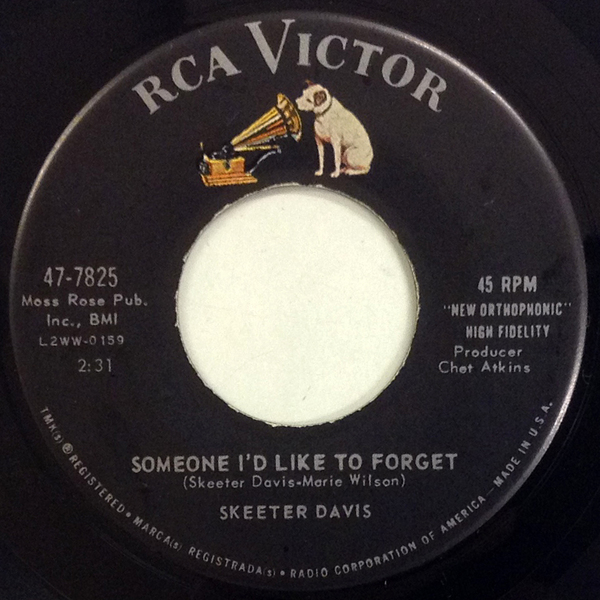 RCA VICTOR
47-7825
Moss Rose Pub.
Inc., BMI
L2WW-0159
2:31
45 RPM
"NEW ORTHOPHONIC"
HIGH FIDELITY
Producer
Chet Atkins
SOMEONE I'D LIKE TO FORGET
(Skeeter Davis-Marie Wilson)
SKEETER DAVIS
TMK(s) ® REGISTERED • MARCA(s) REGISTRADA(s) • RADIO CORPORATION OF AMERICA—MADE IN U.S.A.